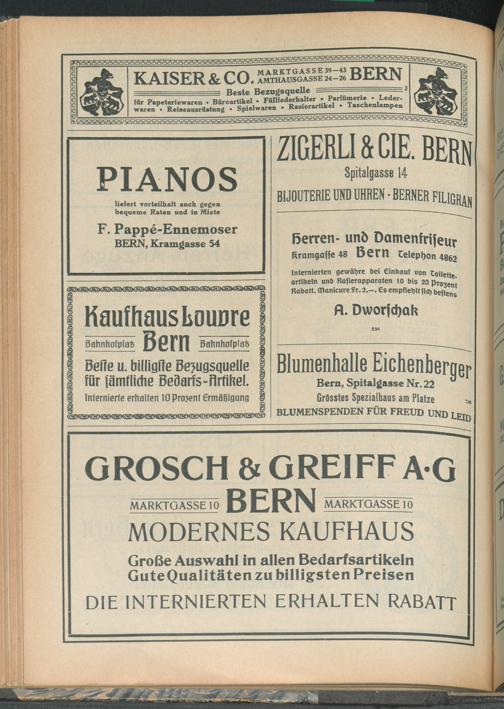 KAISER & CO. MARKTGASSE 39–43 AMTHAUSGASSE 24–26 BERN
Beste Bezugsquelle
für Papeteriewaren • Büroartikel • Füllfederhalter • Parfümerie • Leder-
waren • Reiseausrüstung • Spielwaren • Rasierartikel • Taschenlampen
PIANOS
liefert vorteilhaft auch gegen
bequeme Raten und in Miete
F. Pappé-Ennemoser
BERN, Kramgasse 54
Kaufhaus Louvre
Bahnhofplatz Bern Bahnhofplatz
Beste u. billigste Bezugsquelle
für sämtliche Bedarfs-Artikel.
Internierte erhalten 10 Prozent Ermäßigung
ZIGERLI & CIE. BERN
Spitalgasse 14
BIJOUTERIE UND UHREN · BERNER FILIGRAN
Herren- und Damenfriseur
Kramgasse 48 Bern Telephon 4862
Internierten gewähre bei Einkauf von Toilette-
artikeln und Rasierapparaten 10 bis 20 Prozent
Rabatt. Manicure Fr. 2.—. Es empfiehlt sich bestens
A. Dworschak
Blumenhalle Eichenberger
Bern, Spitalgasse Nr. 22
Grösstes Spezialhaus am Platze
BLUMENSPENDEN FÜR FREUD UND LEID
GROSCH & GREIFF A·G
MARKTGASSE 10 BERN MARKTGASSE 10
MODERNES KAUFHAUS
Große Auswahl in allen Bedarfsartikeln
Gute Qualitäten zu billigsten Preisen
DIE INTERNIERTEN ERHALTEN RABATT